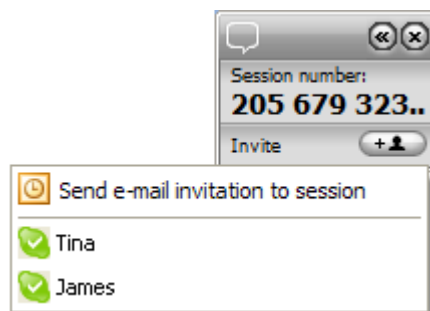 Session number:
205 679 323..
Invite
Send e-mail invitation to session
Tina
James